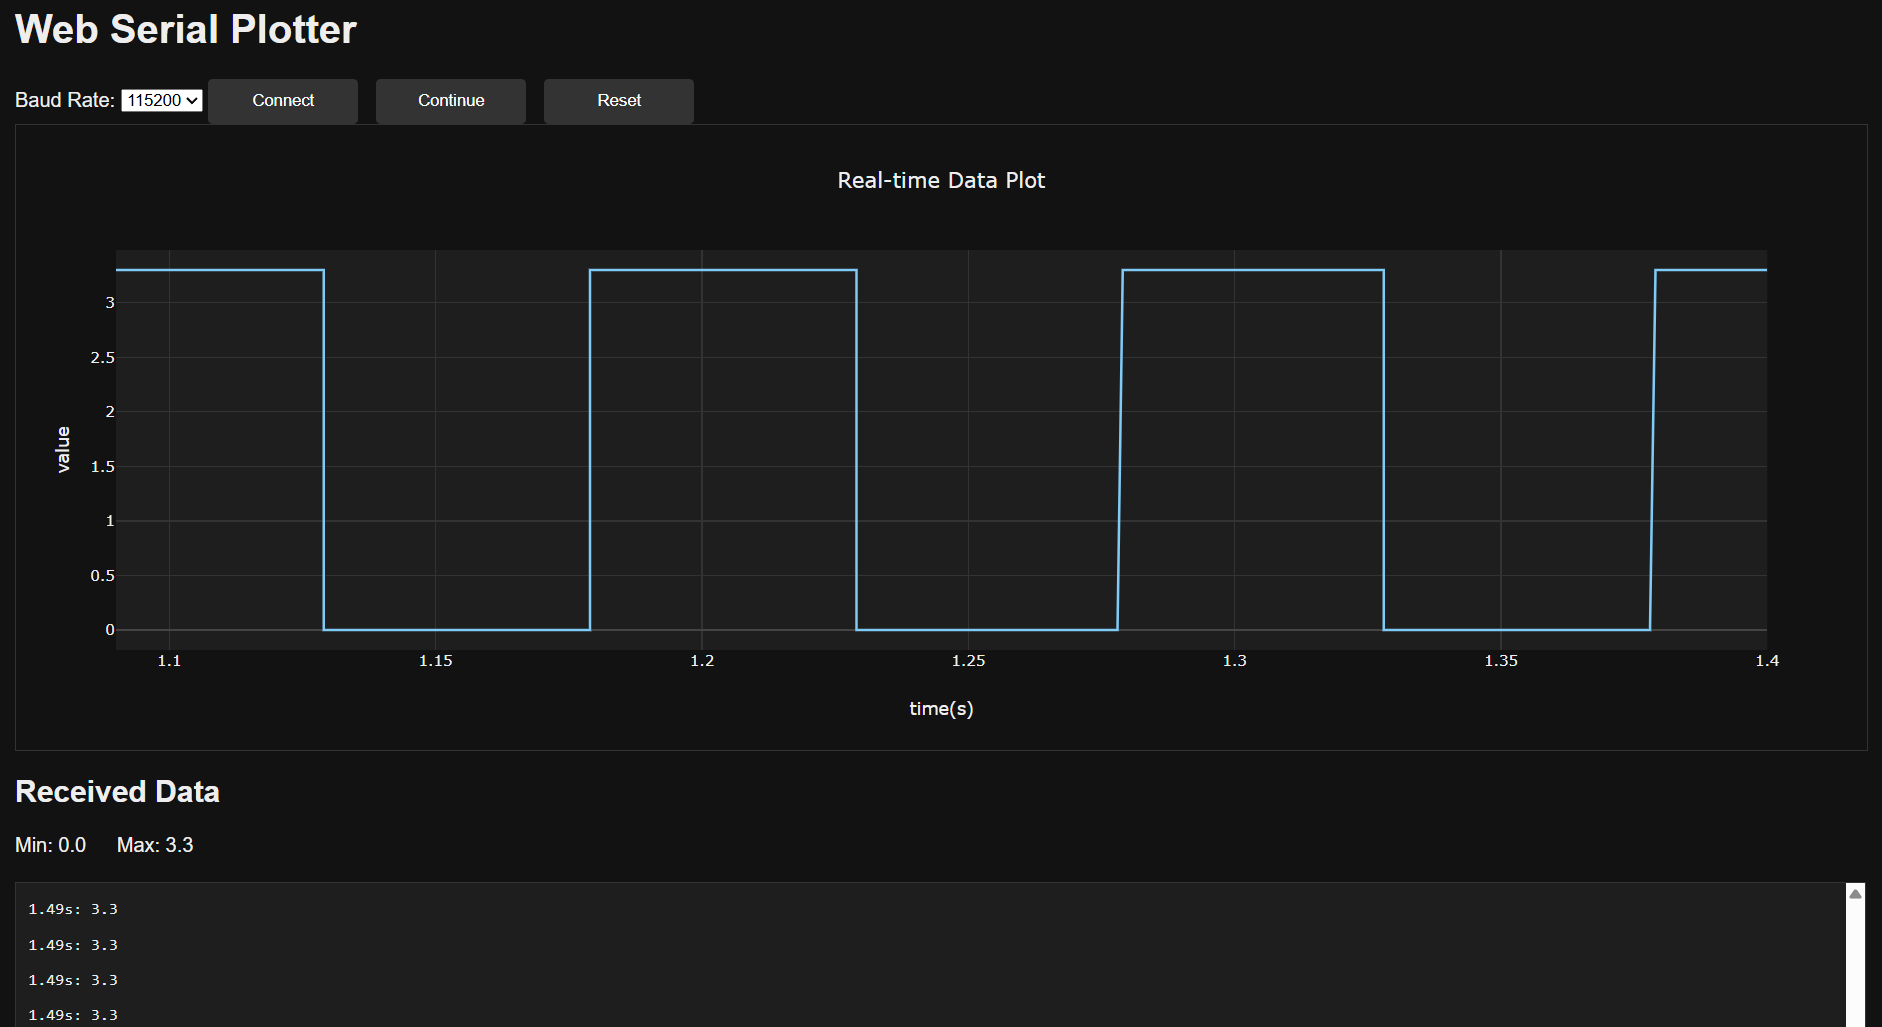 Web Serial Plotter
Baud Rate: 115200 Connect Continue Reset
Real-time Data Plot
3
2.5
2
1.5
1
0.5
0
value
1.1 1.15 1.2 1.25 1.3 1.35 1.4
time(s)
Received Data
Min: 0.0 Max: 3.3
1.49s: 3.3
1.49s: 3.3
1.49s: 3.3
1.49s: 3.3